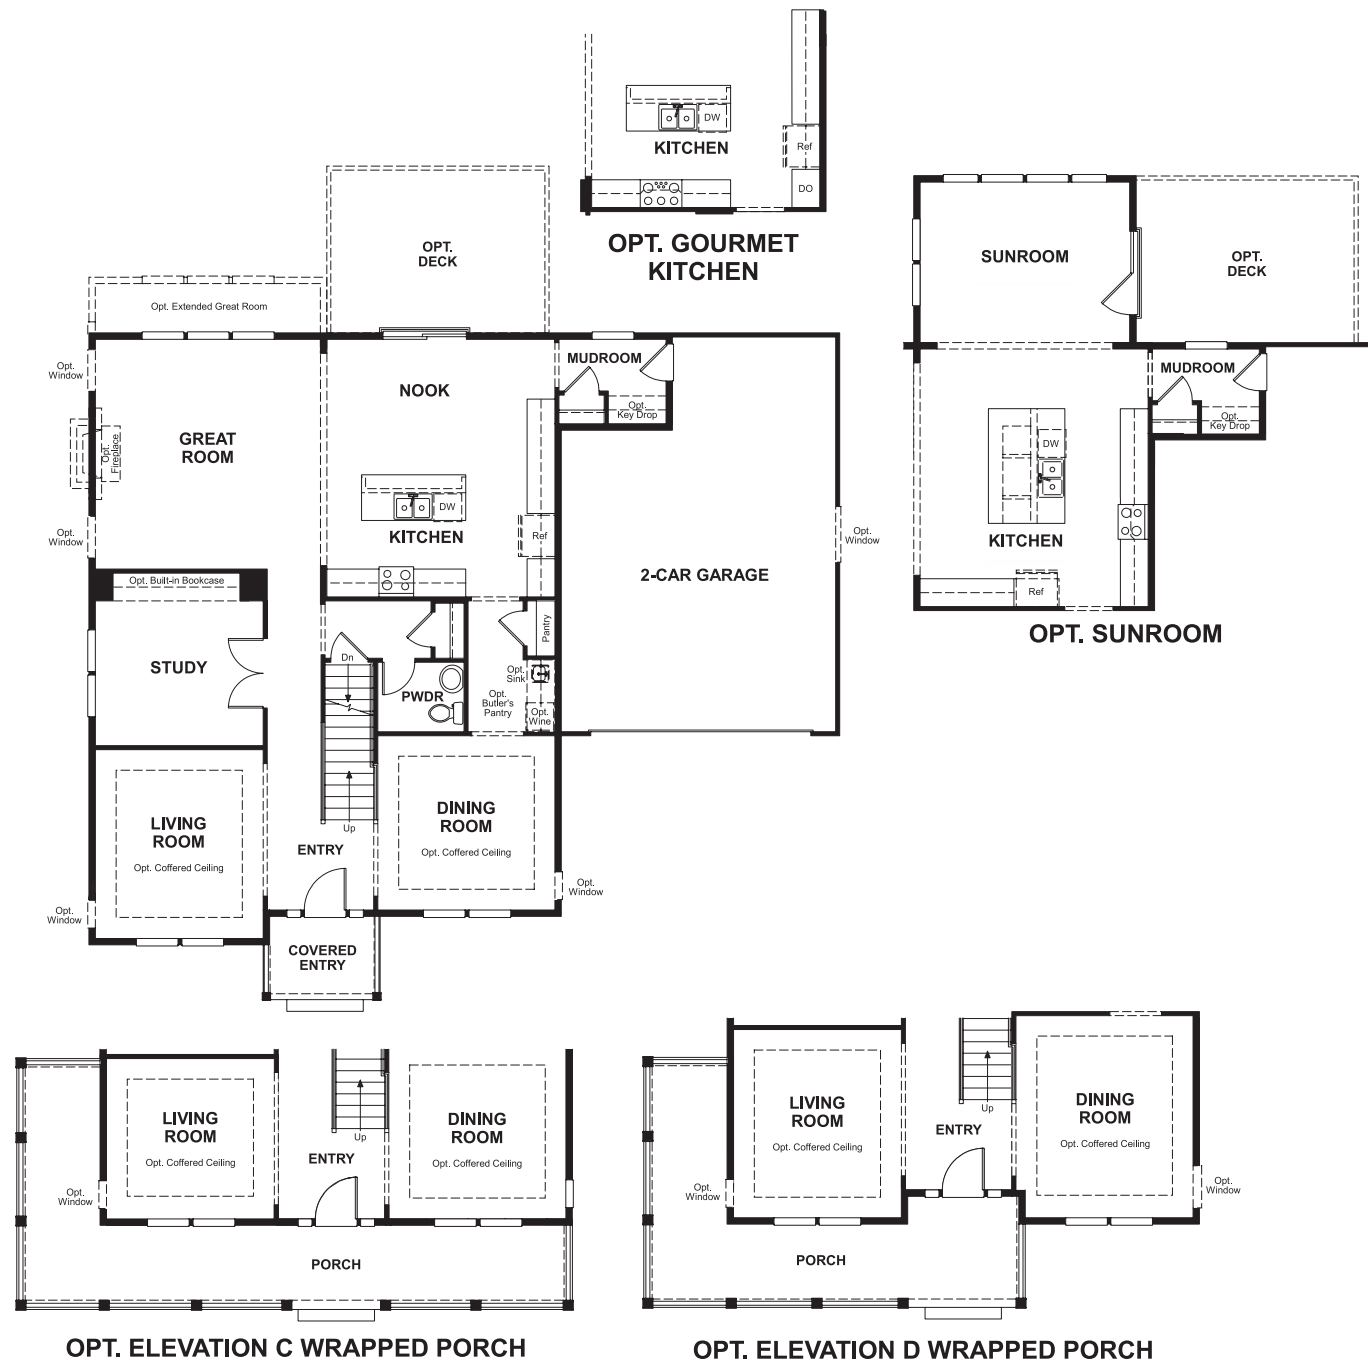 DW
KITCHEN
Ref
DO
OPT. GOURMET
KITCHEN
OPT.
DECK
Opt. Extended Great Room
Opt.
Window
GREAT
ROOM
Opt.
Fireplace
Opt.
Window
NOOK
MUDROOM
Opt.
Key Drop
DW
KITCHEN
Ref
2-CAR GARAGE
Opt.
Window
Opt. Built-in Bookcase
STUDY
Dn
PWDR
Pantry
Opt.
Sink
Opt.
Butler's
Pantry
Opt.
Wine
LIVING
ROOM
Opt. Coffered Ceiling
Up
ENTRY
DINING
ROOM
Opt. Coffered Ceiling
Opt.
Window
Opt.
Window
COVERED
ENTRY
SUNROOM
OPT.
DECK
MUDROOM
Opt.
Key Drop
DW
KITCHEN
Ref
OPT. SUNROOM
LIVING
ROOM
Opt. Coffered Ceiling
Up
ENTRY
DINING
ROOM
Opt. Coffered Ceiling
Opt.
Window
PORCH
OPT. ELEVATION C WRAPPED PORCH
LIVING
ROOM
Opt. Coffered Ceiling
Up
ENTRY
DINING
ROOM
Opt. Coffered Ceiling
Opt.
Window
Opt.
Window
PORCH
OPT. ELEVATION D WRAPPED PORCH